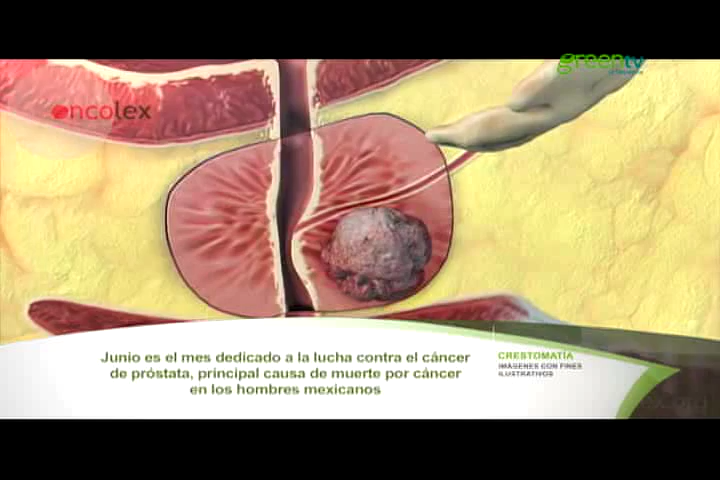 greentv
oncolex
Junio es el mes dedicado a la lucha contra el cáncer
de próstata, principal causa de muerte por cáncer
en los hombres mexicanos
CRESTOMATÍA
IMÁGENES CON FINES
ILUSTRATIVOS